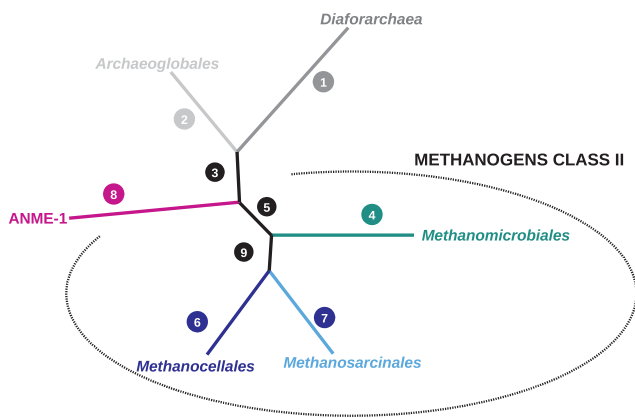 Diaforarchaea
Archaeoglobales
1
2
METHANOGENS CLASS II
3
8
5
4
ANME-1
Methanomicrobiales
9
6
7
Methanocellales
Methanosarcinales